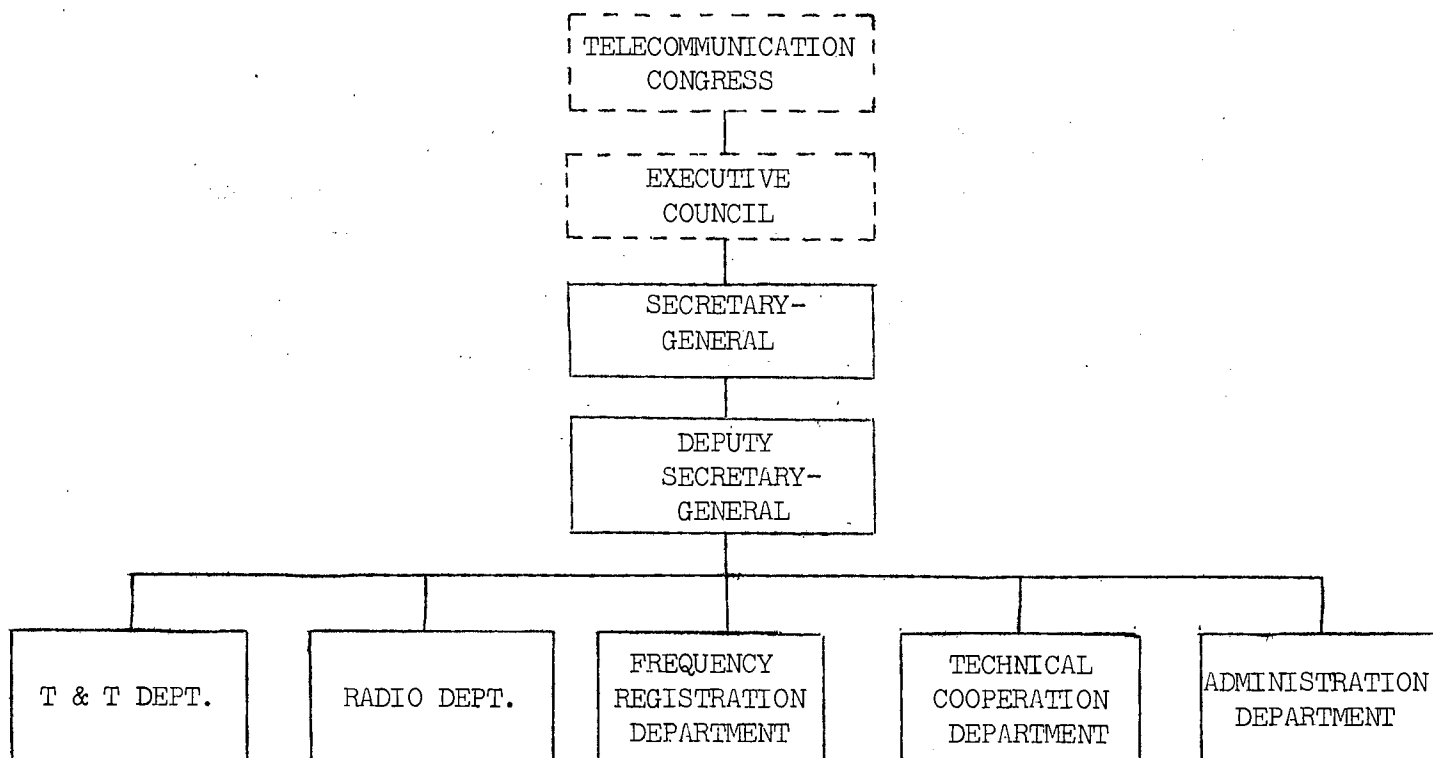 TELECOMMUNICATION
CONGRESS
EXECUTIVE
COUNCIL
SECRETARY-
GENERAL
DEPUTY
SECRETARY-
GENERAL
T & T DEPT.
RADIO DEPT.
FREQUENCY
REGISTRATION
DEPARTMENT
TECHNICAL
COOPERATION
DEPARTMENT
ADMINISTRATION
DEPARTMENT